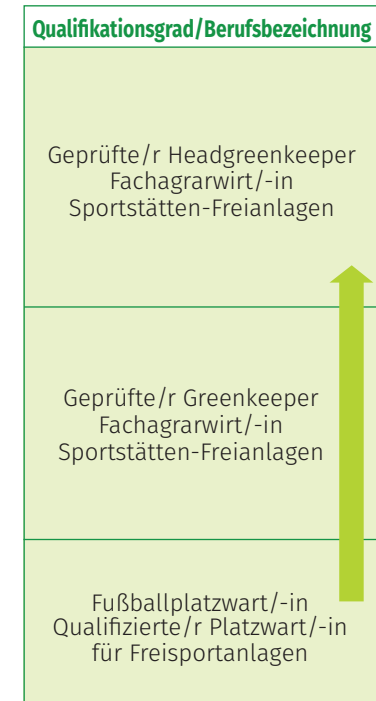 Qualifikationsgrad/Berufsbezeichnung
Geprüfte/r Headgreenkeeper
Fachagrarwirt/-in
Sportstätten-Freianlagen
Geprüfte/r Greenkeeper
Fachagrarwirt/-in
Sportstätten-Freianlagen
Fußballplatzwart/-in
Qualifizierte/r Platzwart/-in
für Freisportanlagen